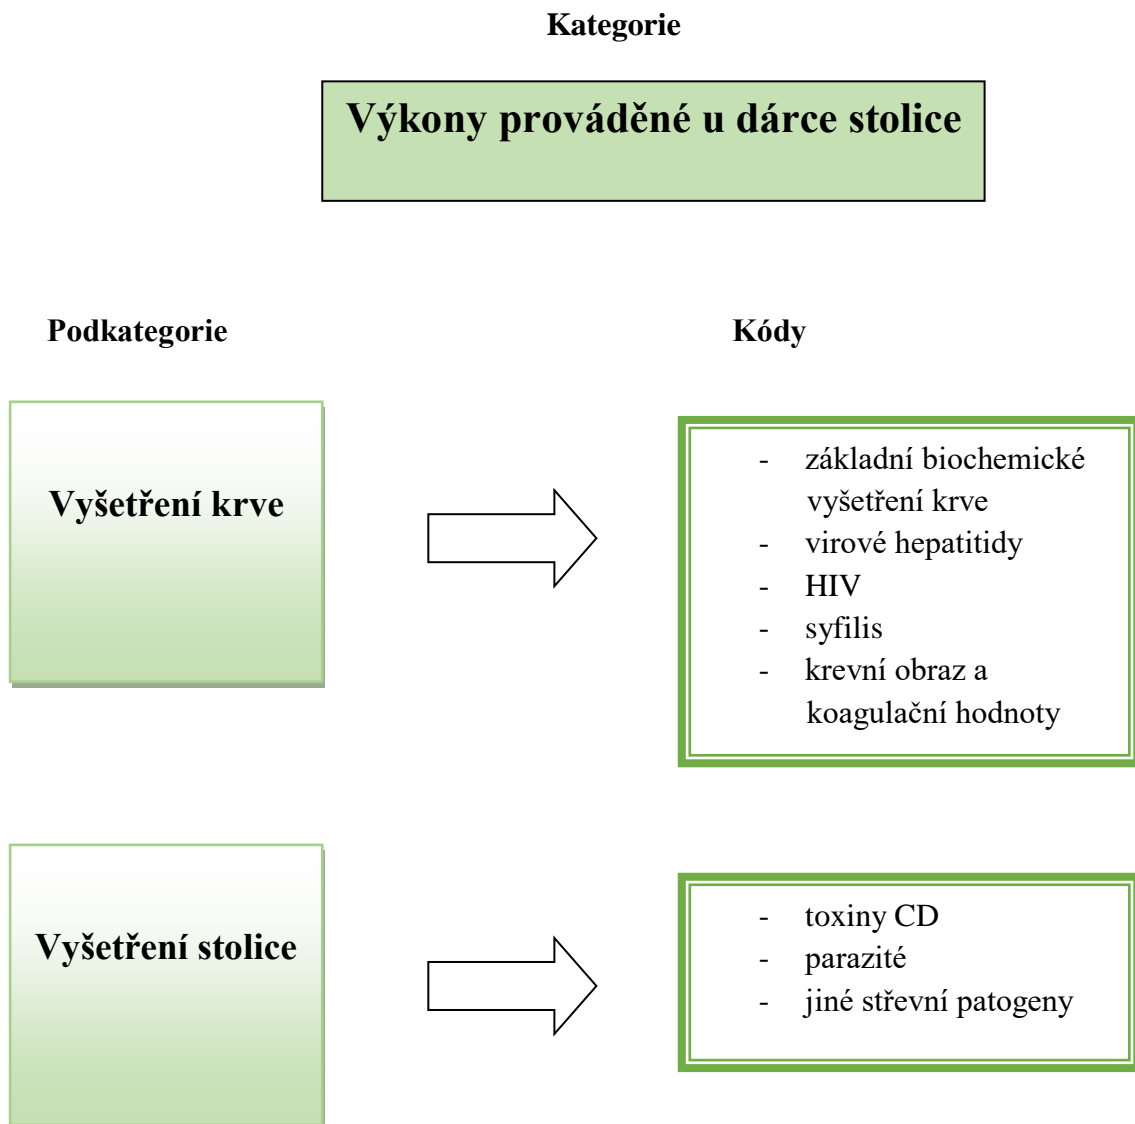 Kategorie
Výkony prováděné u dárce stolice
Podkategorie
Kódy
Vyšetření krve
- základní biochemické
vyšetření krve
- virové hepatitidy
- HIV
- syfilis
- krevní obraz a
koagulační hodnoty
Vyšetření stolice
- toxiny CD
- parazité
- jiné střevní patogeny